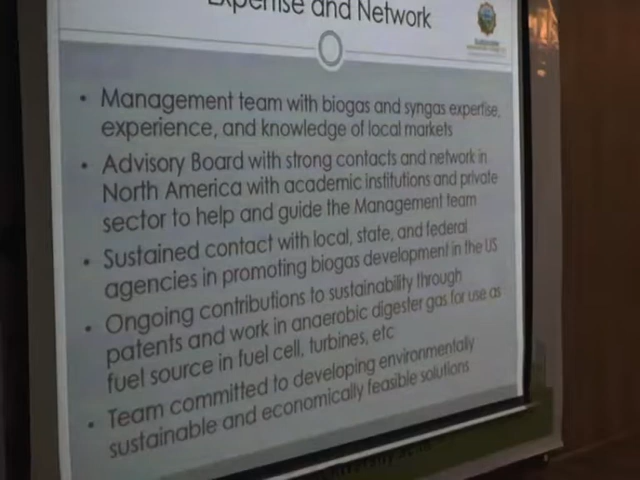 Expertise and Network
• Management team with biogas and syngas expertise,
experience, and knowledge of local markets
• Advisory Board with strong contacts and network in
North America with academic institutions and private
sector to help and guide the Management team
• Sustained contact with local, state, and federal
agencies in promoting biogas development in the US
• Ongoing contributions to sustainability through
patents and work in anaerobic digester gas for use as
fuel source in fuel cell, turbines, etc
• Team committed to developing environmentally
sustainable and economically feasible solutions